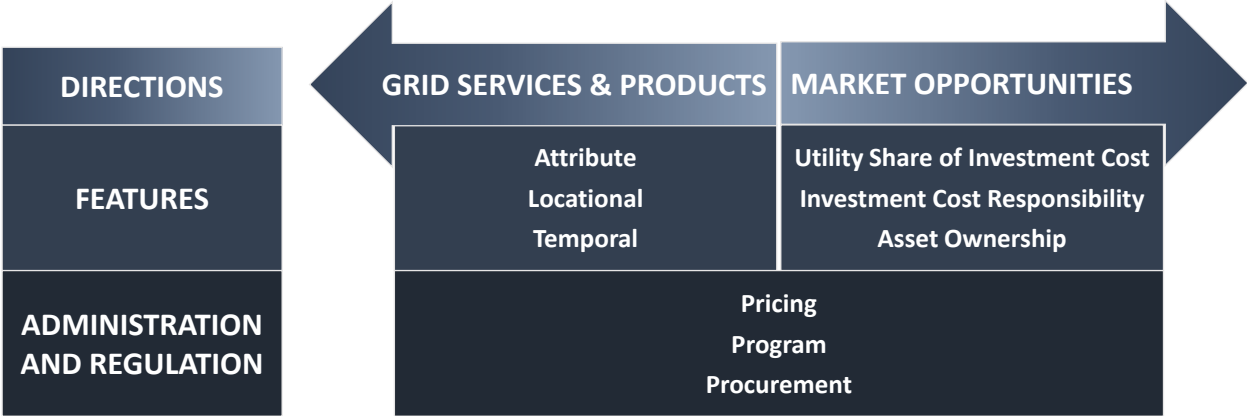 DIRECTIONS
GRID SERVICES & PRODUCTS
MARKET OPPORTUNITIES
FEATURES
Attribute
Locational
Temporal
Utility Share of Investment Cost
Investment Cost Responsibility
Asset Ownership
ADMINISTRATION
AND REGULATION
Pricing
Program
Procurement